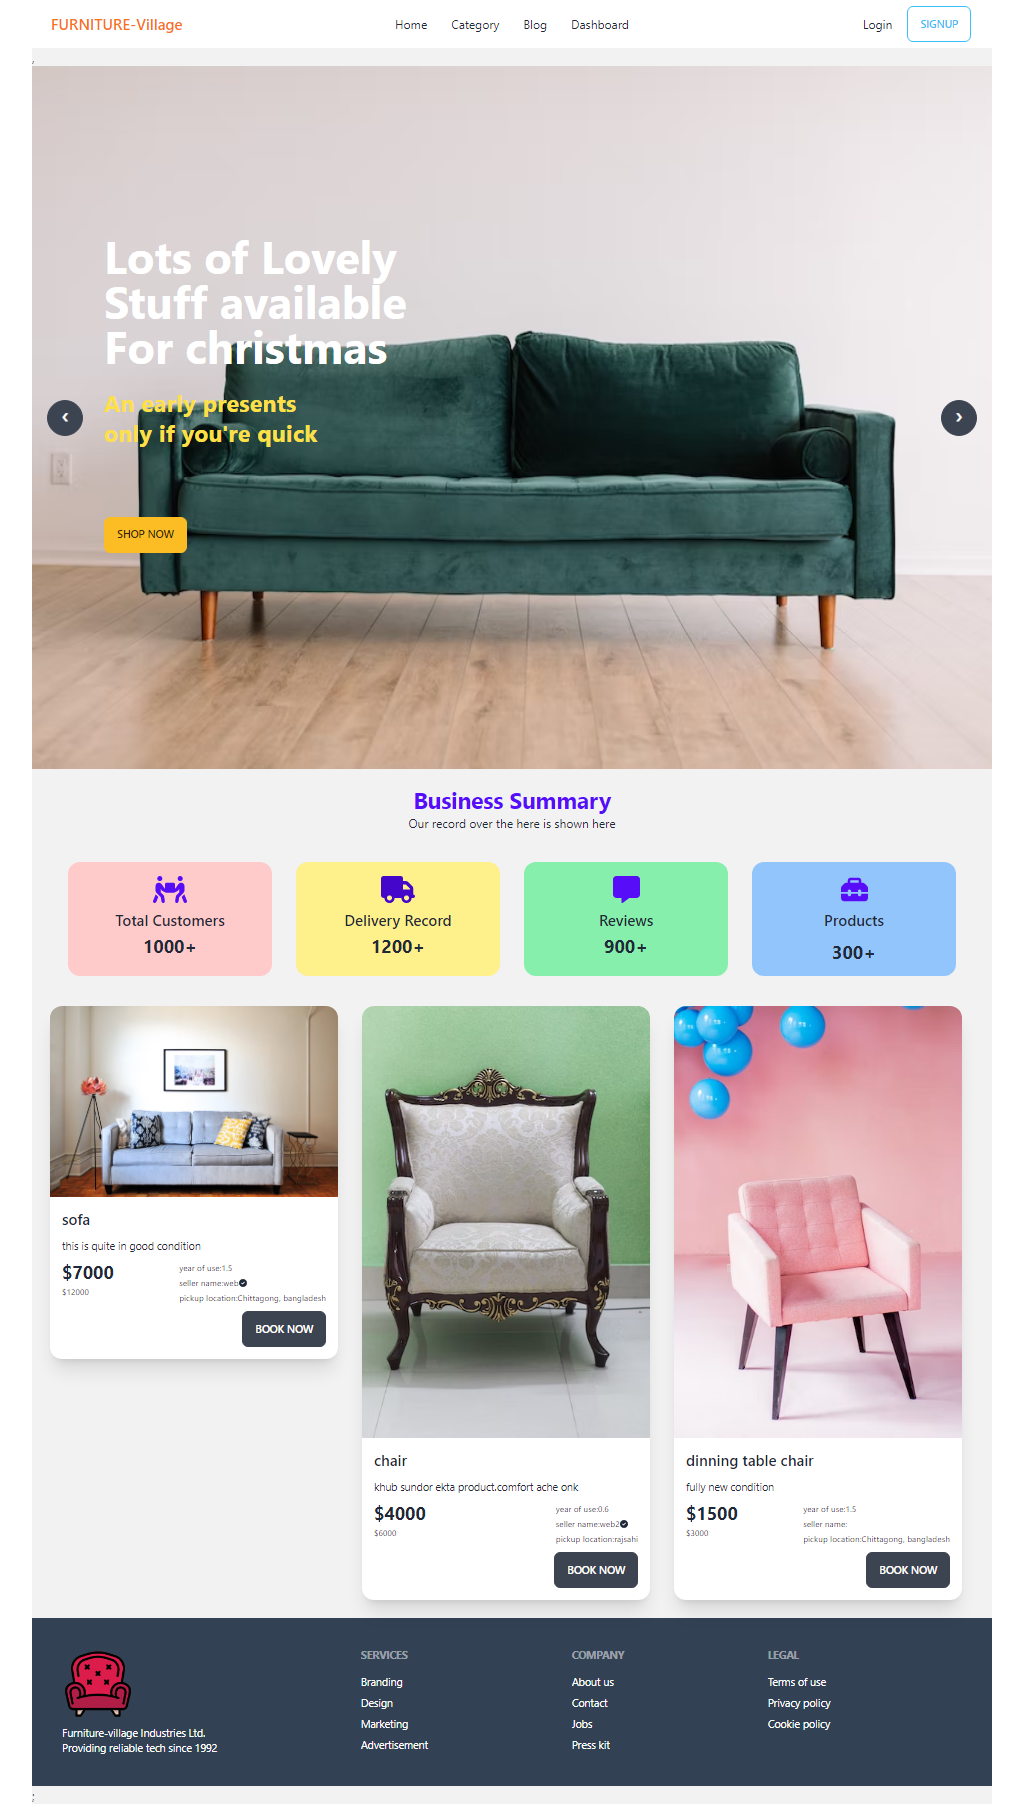 FURNITURE-Village
Home Category Blog Dashboard
Login SIGNUP
,
Lots of Lovely
Stuff available
For christmas
An early presents
only if you're quick
‹ ›
SHOP NOW
Business Summary
Our record over the here is shown here
Total Customers
1000+
Delivery Record
1200+
Reviews
900+
Products
300+
sofa
this is quite in good condition
$7000
$12000
year of use:1.5
seller name:web
pickup location:Chittagong, bangladesh
BOOK NOW
chair
khub sundor ekta product.comfort ache onk
$4000
$6000
year of use:0.6
seller name:web2
pickup location:rajsahi
BOOK NOW
dinning table chair
fully new condition
$1500
$3000
year of use:1.5
seller name:
pickup location:Chittagong, bangladesh
BOOK NOW
Furniture-village Industries Ltd.
Providing reliable tech since 1992
SERVICES
Branding
Design
Marketing
Advertisement
COMPANY
About us
Contact
Jobs
Press kit
LEGAL
Terms of use
Privacy policy
Cookie policy
;